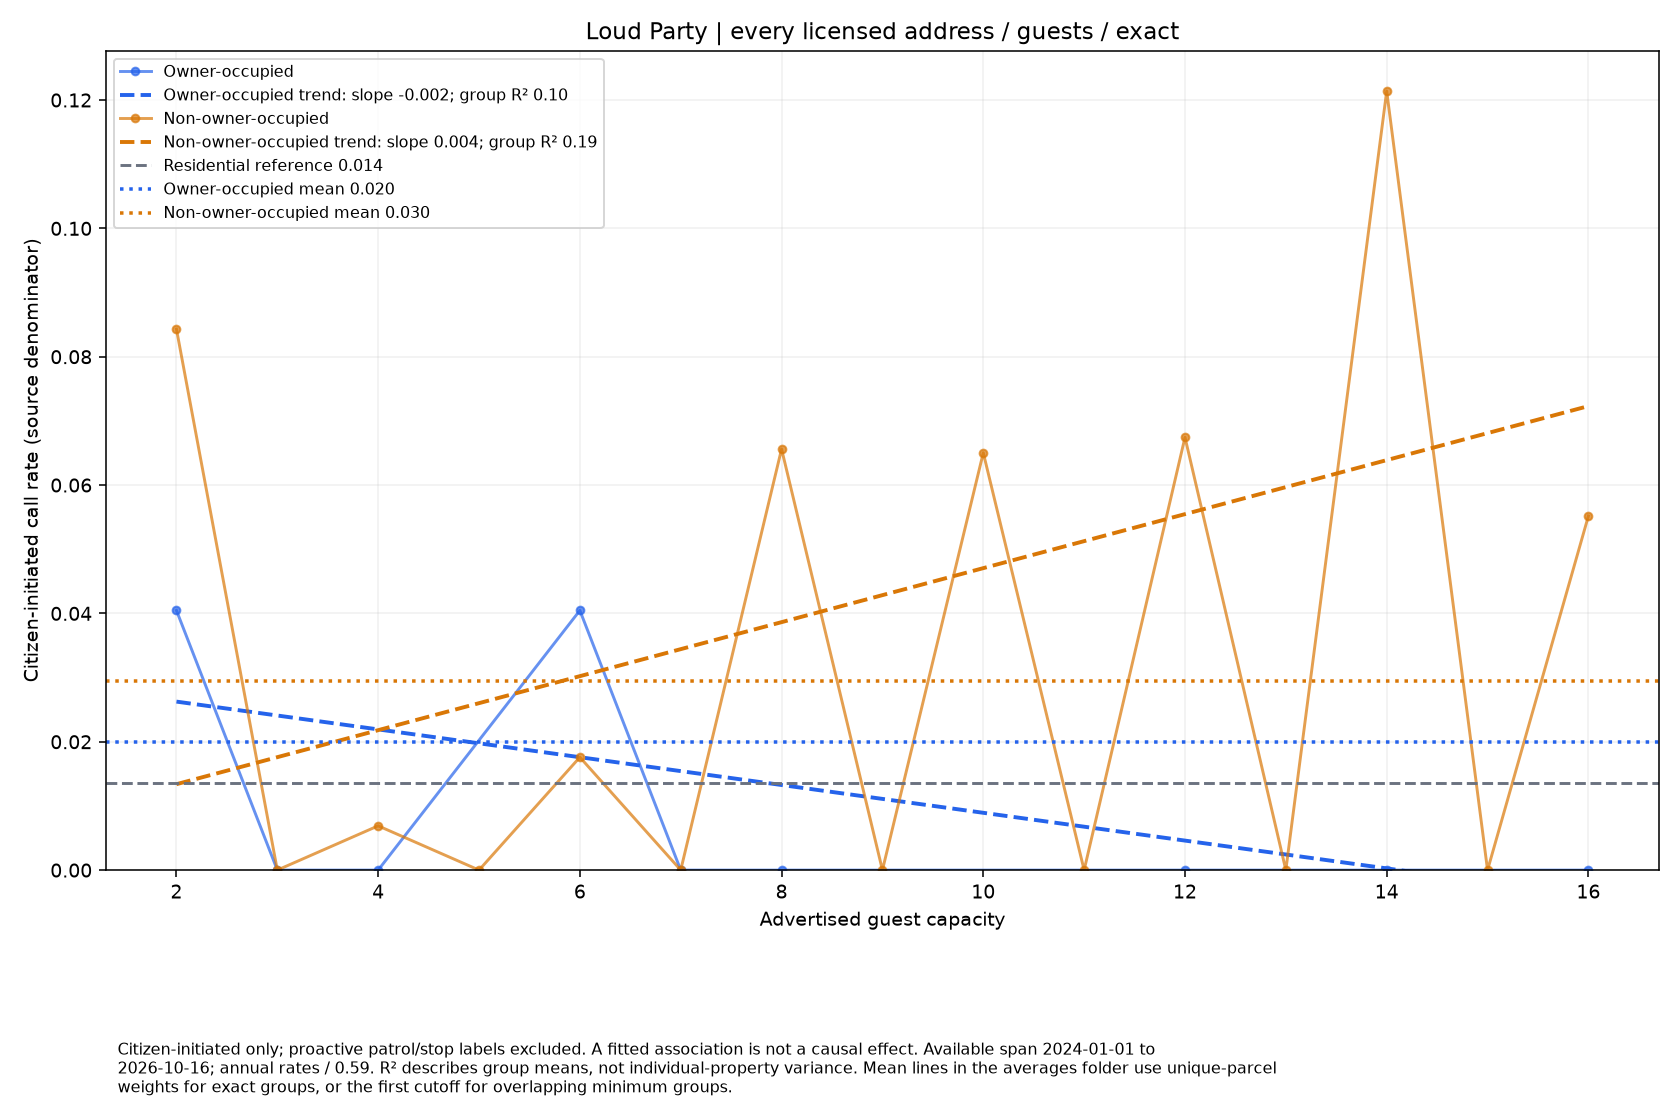 Loud Party | every licensed address / guests / exact
Owner-occupied
Owner-occupied trend: slope -0.002; group R² 0.10
Non-owner-occupied
Non-owner-occupied trend: slope 0.004; group R² 0.19
Residential reference 0.014
Owner-occupied mean 0.020
Non-owner-occupied mean 0.030
Citizen-initiated call rate (source denominator)
0.12
0.10
0.08
0.06
0.04
0.02
0.00
2 4 6 8 10 12 14 16
Advertised guest capacity
Citizen-initiated only; proactive patrol/stop labels excluded. A fitted association is not a causal effect. Available span 2024-01-01 to
2026-10-16; annual rates / 0.59. R² describes group means, not individual-property variance. Mean lines in the averages folder use unique-parcel
weights for exact groups, or the first cutoff for overlapping minimum groups.